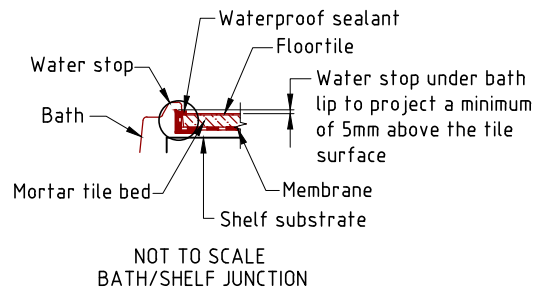 Waterproof sealant
Floortile
Water stop
Water stop under bath
lip to project a minimum
of 5mm above the tile
surface
Bath
Mortar tile bed
Membrane
Shelf substrate
NOT TO SCALE
BATH/SHELF JUNCTION